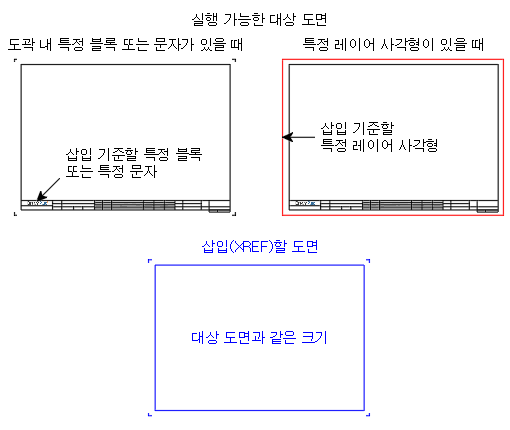 실행 가능한 대상 도면
도곽 내 특정 블록 또는 문자가 있을 때
특정 레이어 사각형이 있을 때
삽입 기준할 특정 블록
또는 특정 문자
삽입 기준할
특정 레이어 사각형
삽입(XREF)할 도면
대상 도면과 같은 크기